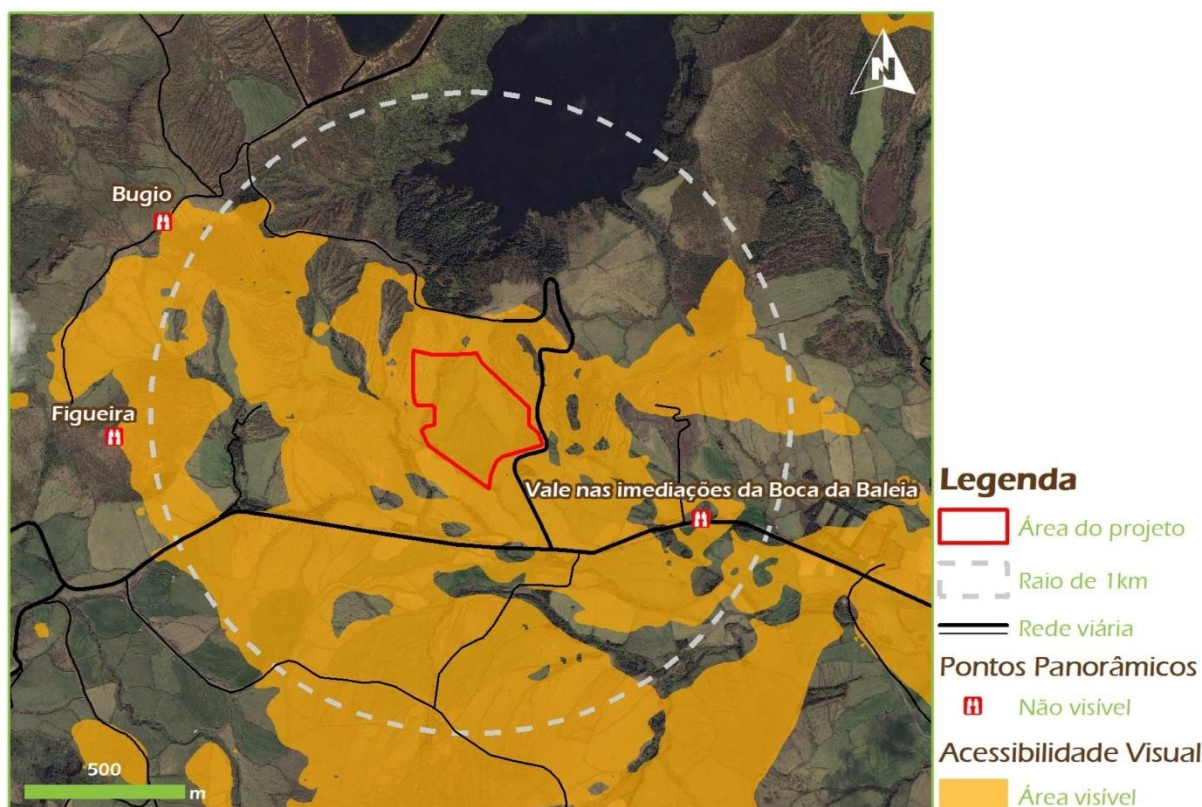 N
Bugio
Figueira
Vale nas imediações da Boca da Baleia
500
m
Legenda
Área do projeto
Raio de 1km
Rede viária
Pontos Panorâmicos
Não visível
Acessibilidade Visual
Área visível